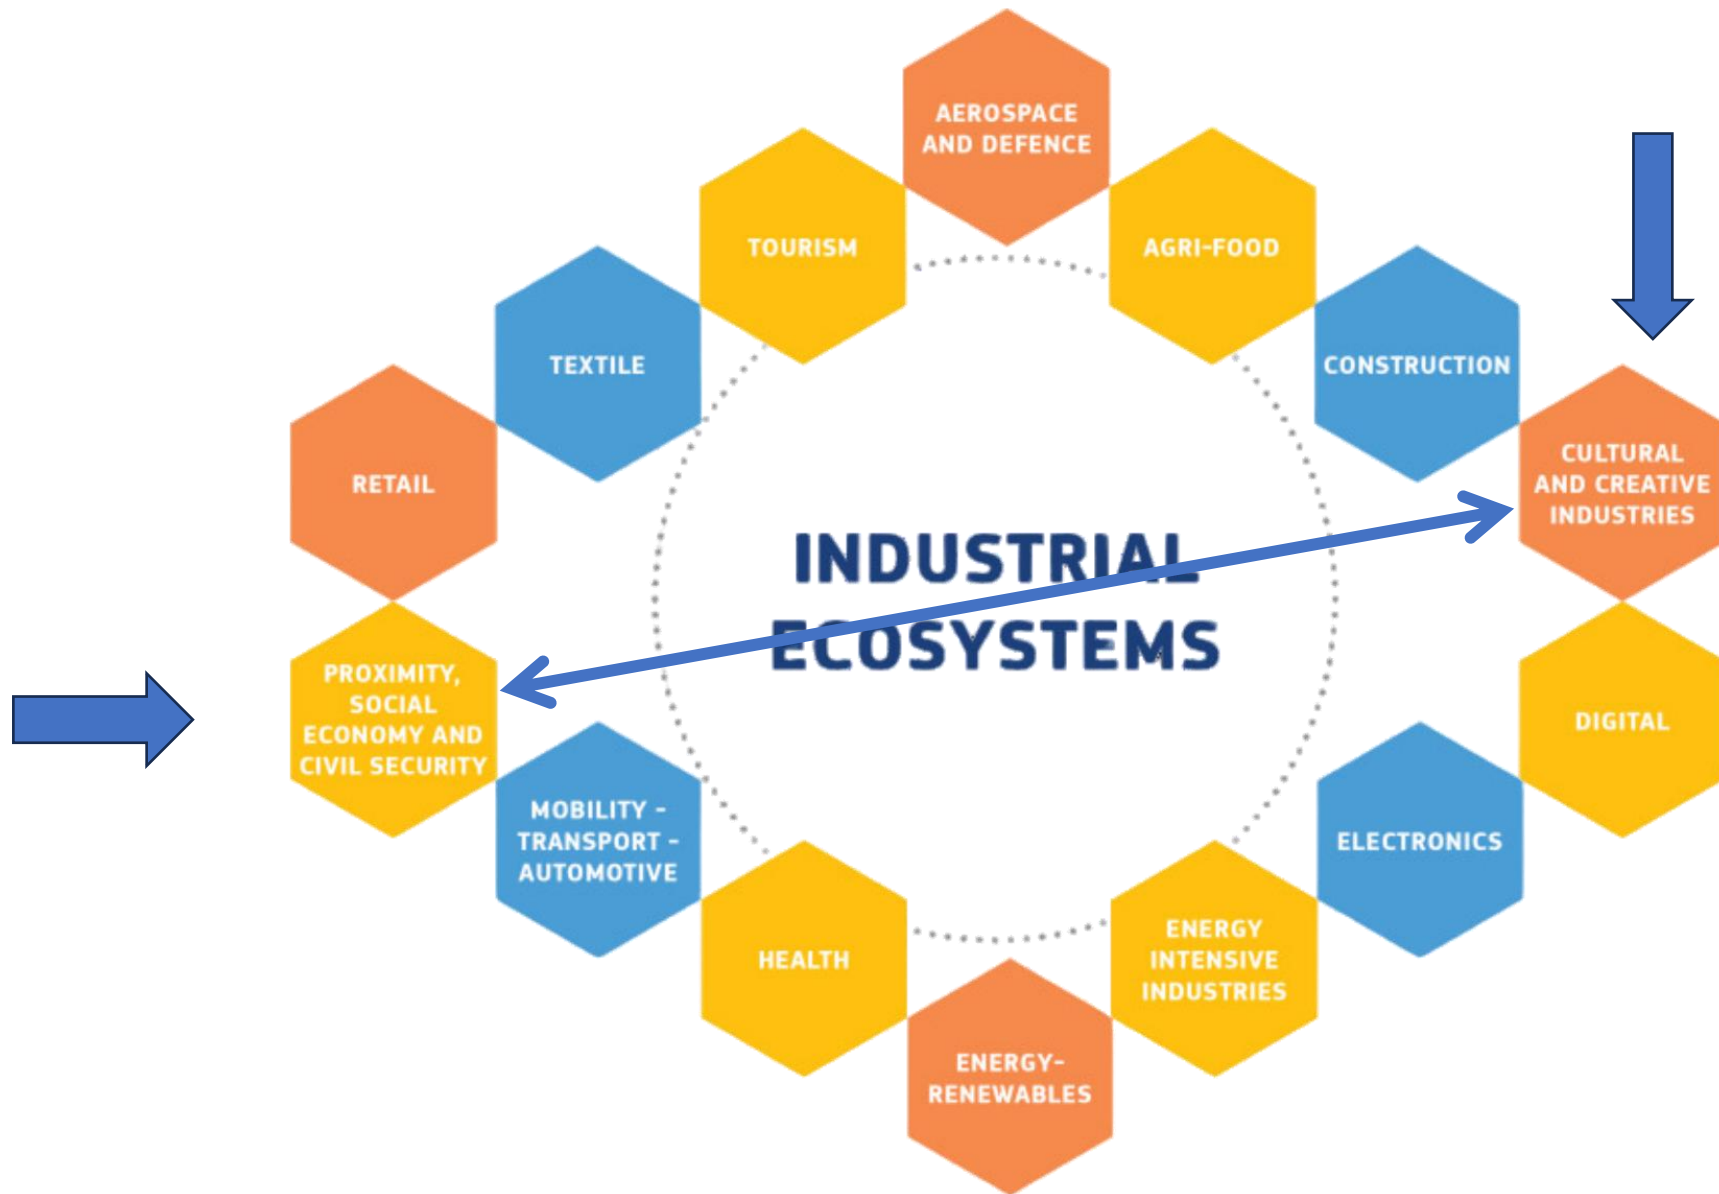 AEROSPACE
AND DEFENCE
TOURISM
AGRI-FOOD
TEXTILE
CONSTRUCTION
RETAIL
CULTURAL
AND CREATIVE
INDUSTRIES
INDUSTRIAL
ECOSYSTEMS
PROXIMITY,
SOCIAL
ECONOMY AND
CIVIL SECURITY
DIGITAL
MOBILITY -
TRANSPORT -
AUTOMOTIVE
ELECTRONICS
HEALTH
ENERGY
INTENSIVE
INDUSTRIES
ENERGY-
RENEWABLES